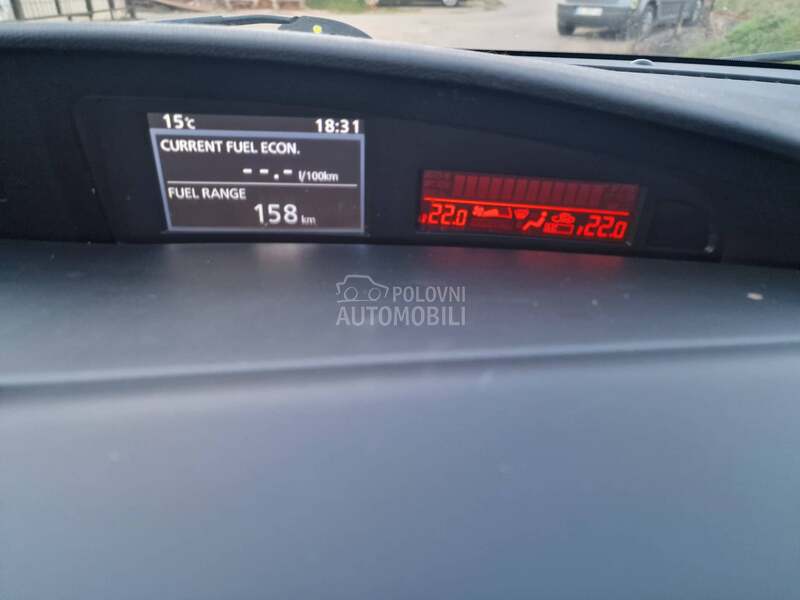 15°C 18:31
CURRENT FUEL ECON.
--.- l/100km
FUEL RANGE
158 km
22.0 22.0
POLOVNI
AUTOMOBILI